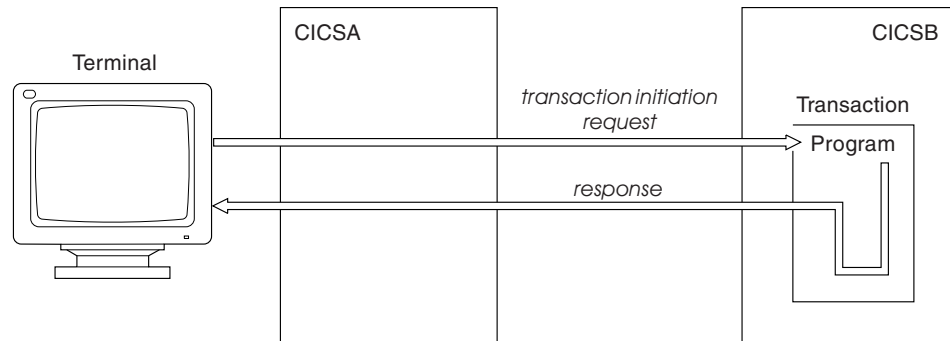 CICSA
CICSB
Terminal
transaction initiation
request
Transaction
Program
response